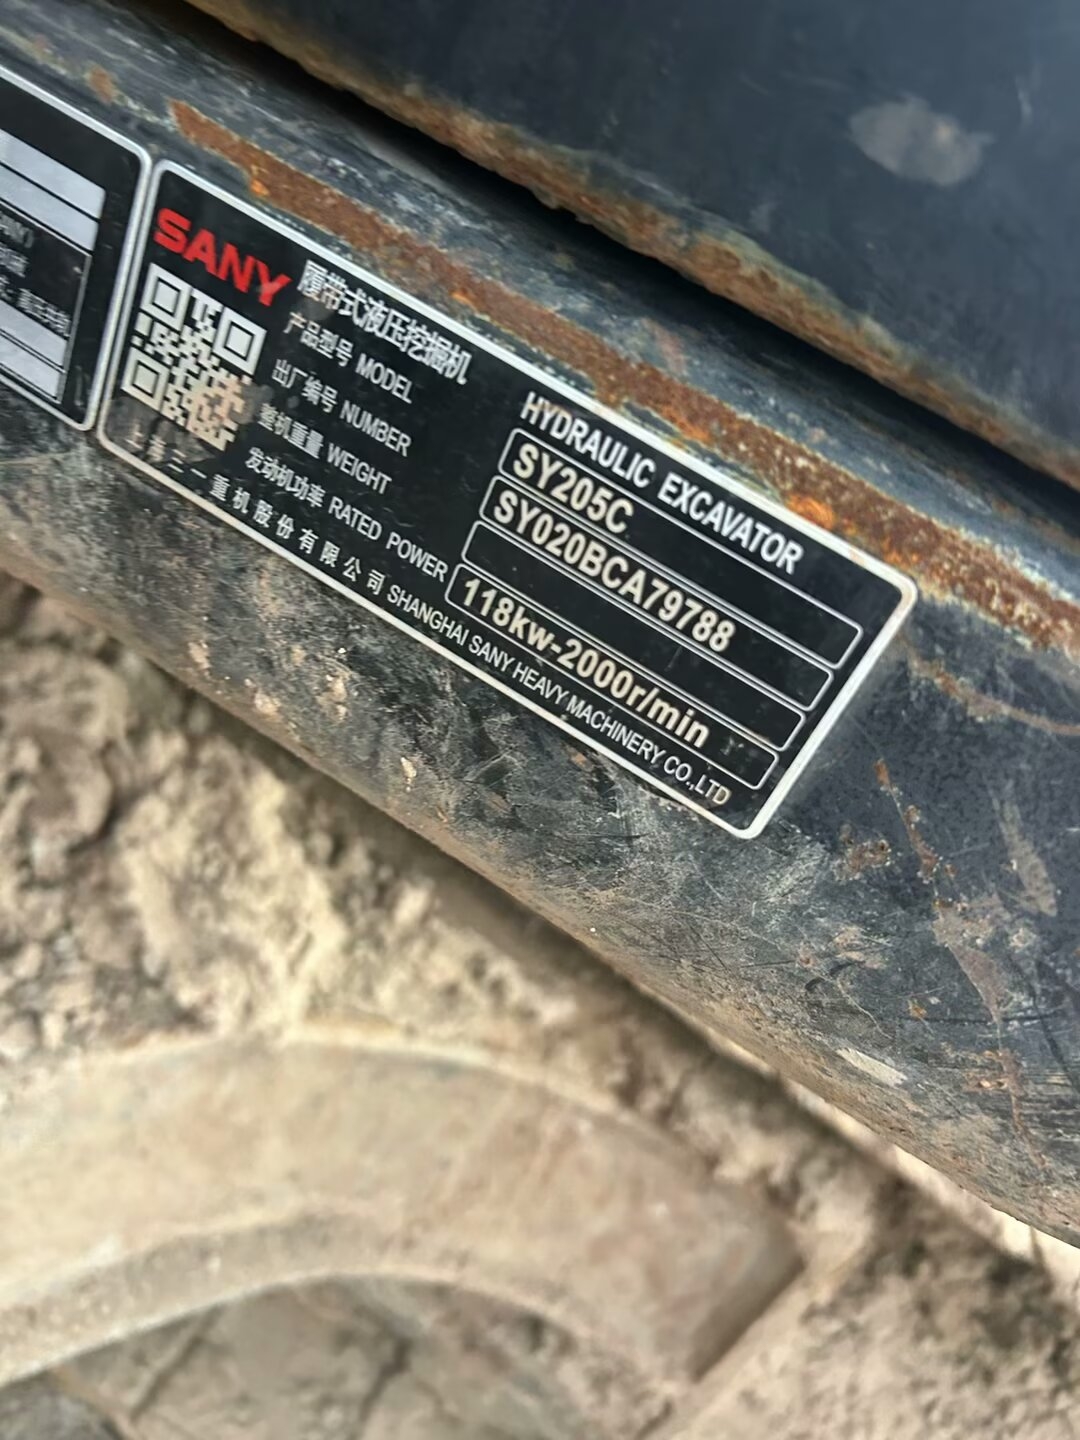 SANY
履带式液压挖掘机 HYDRAULIC EXCAVATOR
产品型号 MODEL SY205C
出厂编号 NUMBER SY020BCA79788
整机重量 WEIGHT
发动机功率 RATED POWER 118kw-2000r/min
上海三一重机股份有限公司 SHANGHAI SANY HEAVY MACHINERY CO.,LTD